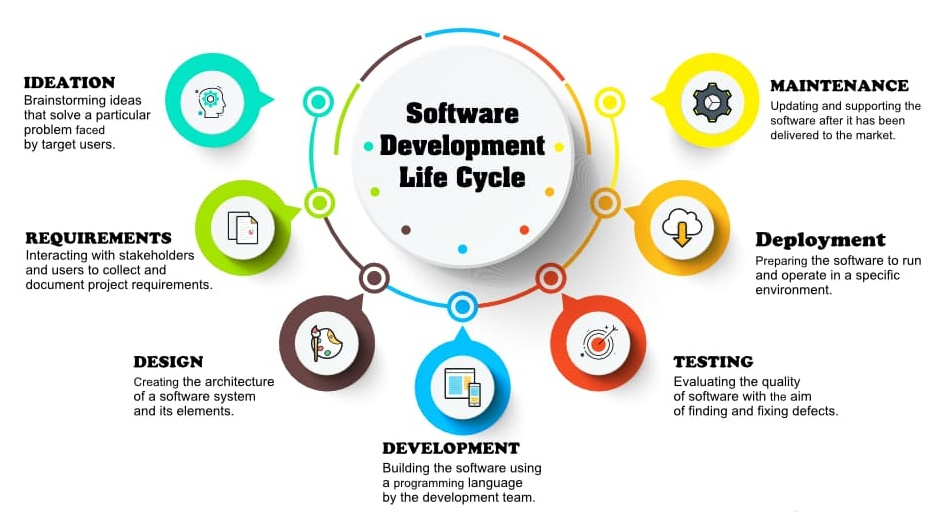 Software
Development
Life Cycle
IDEATION
Brainstorming ideas
that solve a particular
problem faced
by target users.
REQUIREMENTS
Interacting with stakeholders
and users to collect and
document project requirements.
DESIGN
Creating the architecture
of a software system
and its elements.
DEVELOPMENT
Building the software using
a programming language
by the development team.
TESTING
Evaluating the quality
of software with the aim
of finding and fixing defects.
Deployment
Preparing the software to run
and operate in a specific
environment.
MAINTENANCE
Updating and supporting the
software after it has been
delivered to the market.